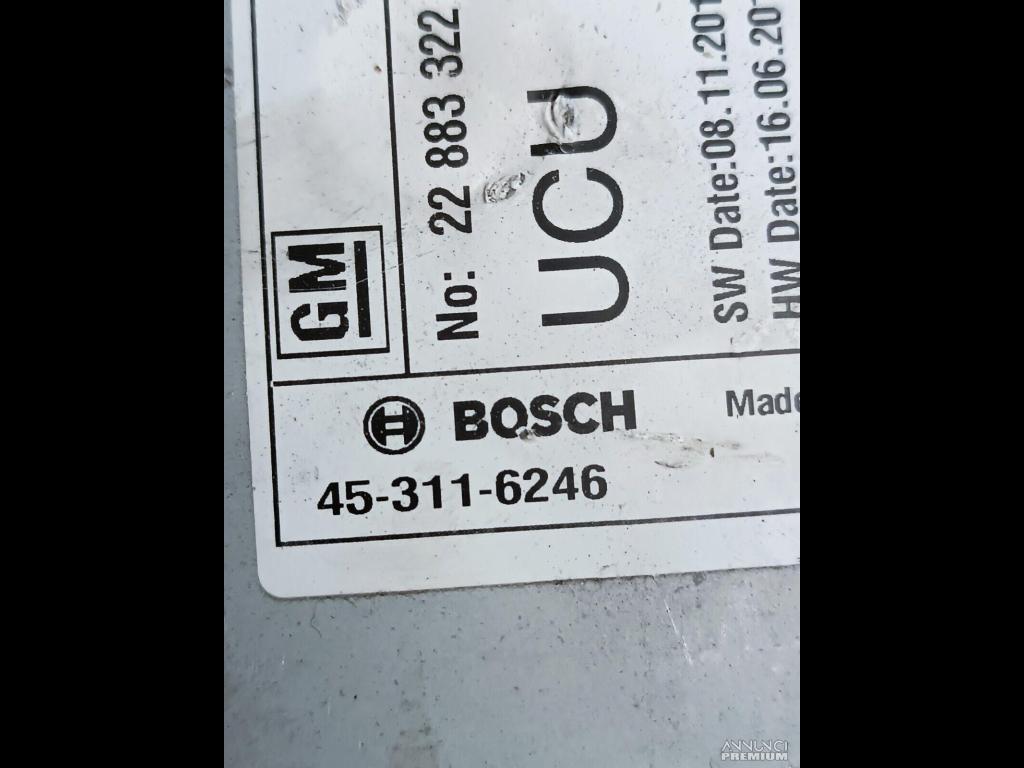 GM
No: 22 883 322
UCU
SW Date:08.11.201
HW Date:16.06.201
BOSCH
Made
45-311-6246
ANNUNCI
PREMIUM